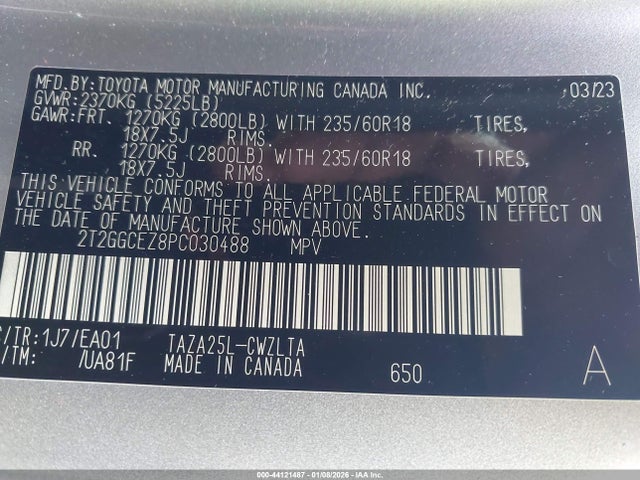 MFD.BY:TOYOTA MOTOR MANUFACTURING CANADA INC. 03/23
GVWR:2370KG (5225LB)
GAWR:FRT. 1270KG (2800LB) WITH 235/60R18 TIRES,
18X7.5J RIMS.
RR. 1270KG (2800LB) WITH 235/60R18 TIRES,
18X7.5J RIMS.
THIS VEHICLE CONFORMS TO ALL APPLICABLE FEDERAL MOTOR
VEHICLE SAFETY AND THEFT PREVENTION STANDARDS IN EFFECT ON
THE DATE OF MANUFACTURE SHOWN ABOVE.
2T2GGCEZ8PC030488 MPV
/TR:1J7/EA01 TAZA25L-CWZLTA
/TM: /UA81F MADE IN CANADA 650 A
000-44121487 - 01/08/2026 - IAA Inc.